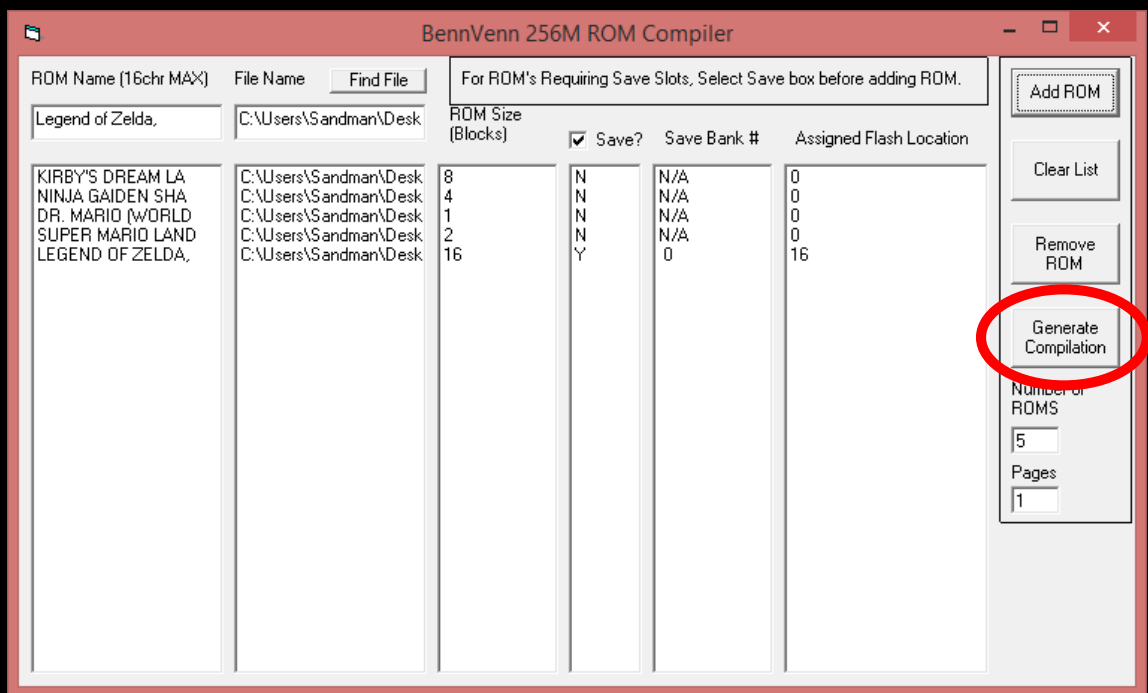 BennVenn 256M ROM Compiler
ROM Name (16chr MAX)
File Name
Find File
For ROM's Requiring Save Slots, Select Save box before adding ROM.
Add ROM
Legend of Zelda,
C:\Users\Sandman\Desk
ROM Size
(Blocks)
Save?
Save Bank #
Assigned Flash Location
KIRBY'S DREAM LA C:\Users\Sandman\Desk 8 N N/A 0
NINJA GAIDEN SHA C:\Users\Sandman\Desk 4 N N/A 0
DR. MARIO (WORLD C:\Users\Sandman\Desk 1 N N/A 0
SUPER MARIO LAND C:\Users\Sandman\Desk 2 N N/A 0
LEGEND OF ZELDA, C:\Users\Sandman\Desk 16 Y 0 16
Clear List
Remove
ROM
Generate
Compilation
Number of
ROMS
5
Pages
1